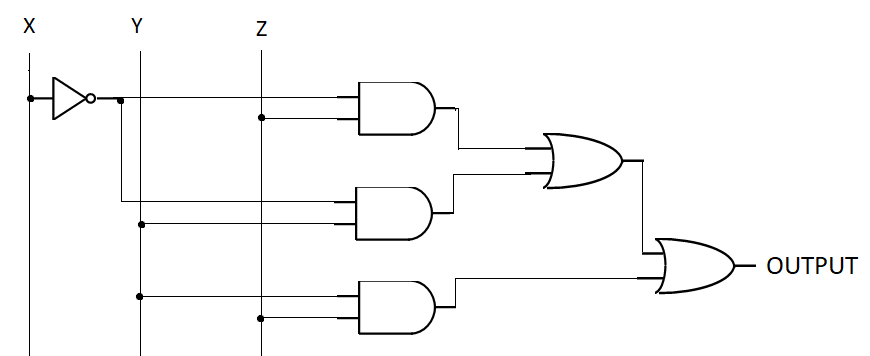 X Y Z
OUTPUT